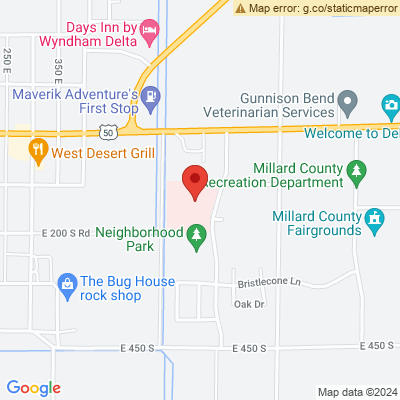 Map error: g.co/staticmaperror
Days Inn by
Wyndham Delta
250 E
350 E
Maverik Adventure's
First Stop
Gunnison Bend
Veterinarian Services
50
Welcome to De
West Desert Grill
Millard County
Recreation Department
Millard County
Fairgrounds
E 200 S Rd
Neighborhood
Park
The Bug House
rock shop
Bristlecone Ln
Oak Dr
E 450 S
E 450 S
E 450 S
Google
Map data ©2024